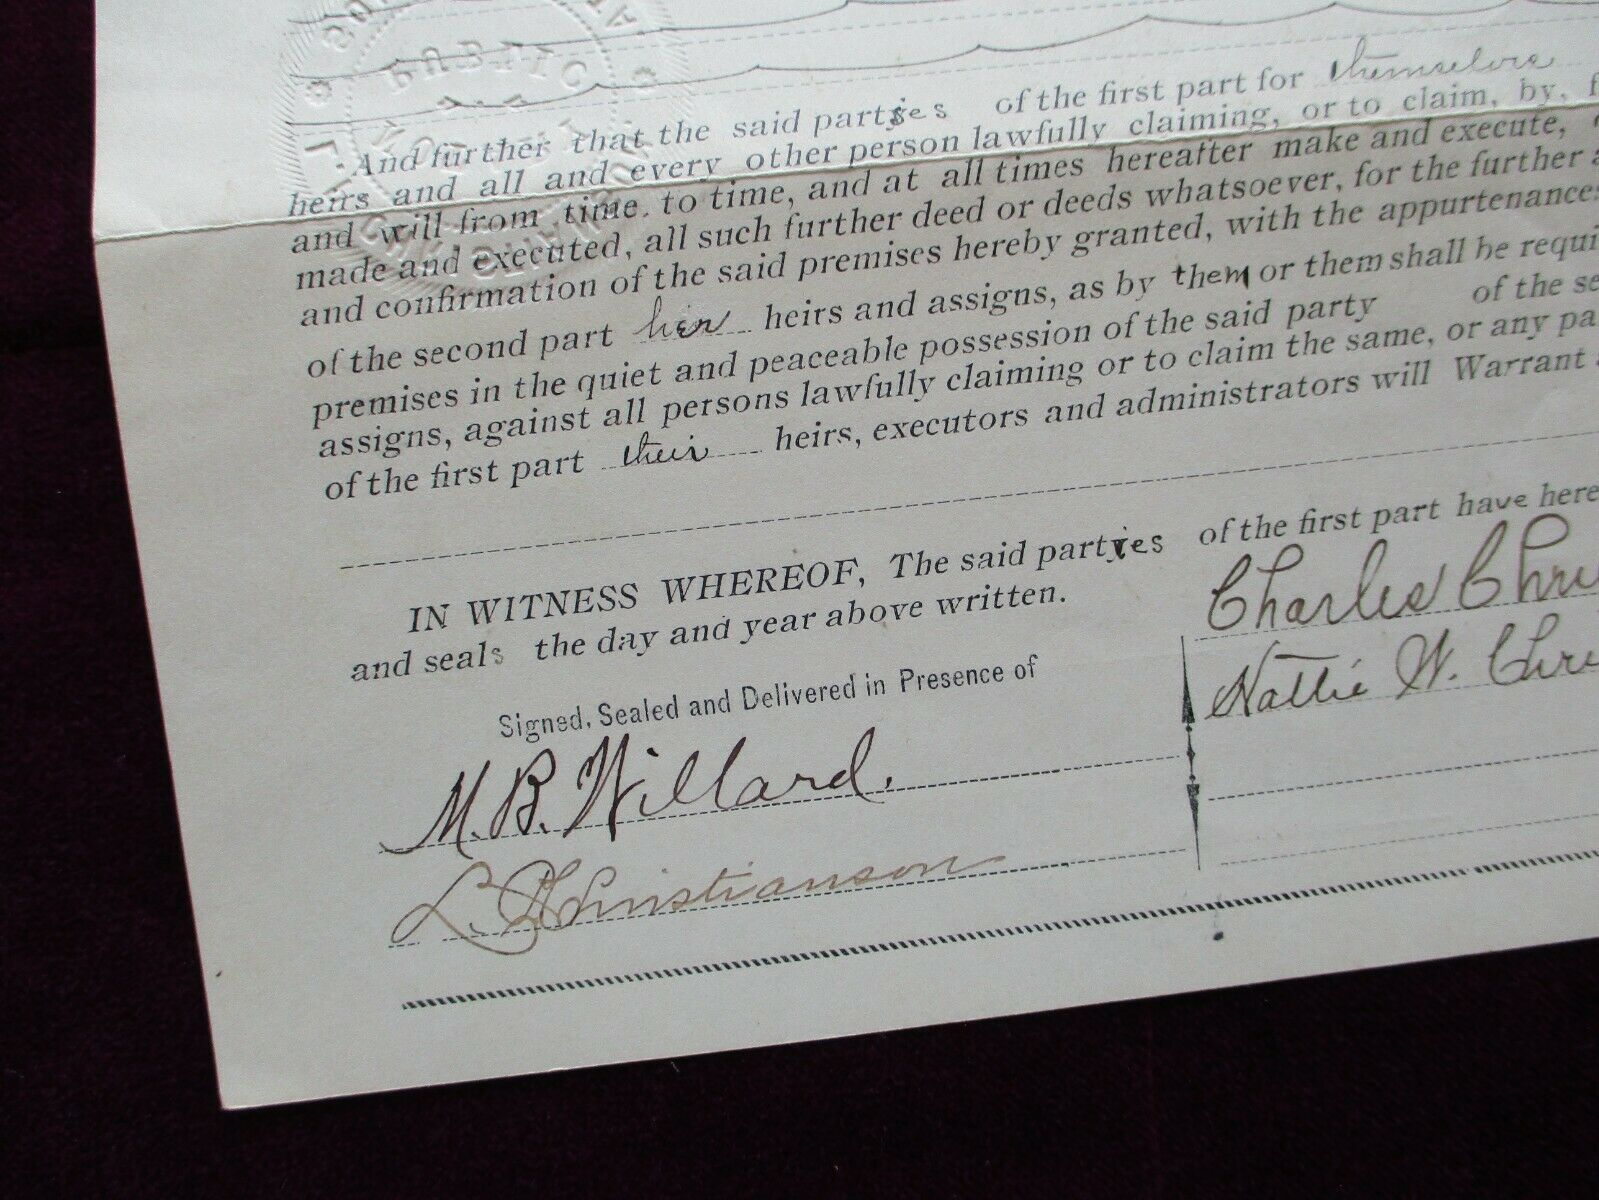 PUBLIC
And further that the said partyies of the first part for themselves
heirs and all and every other person lawfully claiming, or to claim, by, f
and will from time to time, and at all times hereafter make and execute,
made and executed, all such further deed or deeds whatsoever, for the further a
and confirmation of the said premises hereby granted, with the appurtenances
of the second part her heirs and assigns, as by them or them shall be requi
premises in the quiet and peaceable possession of the said party of the se
assigns, against all persons lawfully claiming or to claim the same, or any pa
of the first part their heirs, executors and administrators will Warrant
IN WITNESS WHEREOF, The said partyies of the first part have here
and seals the day and year above written.
Charles Chri
Signed, Sealed and Delivered in Presence of
Hattie W. Chri
M. B. Willard.
L. Christianson